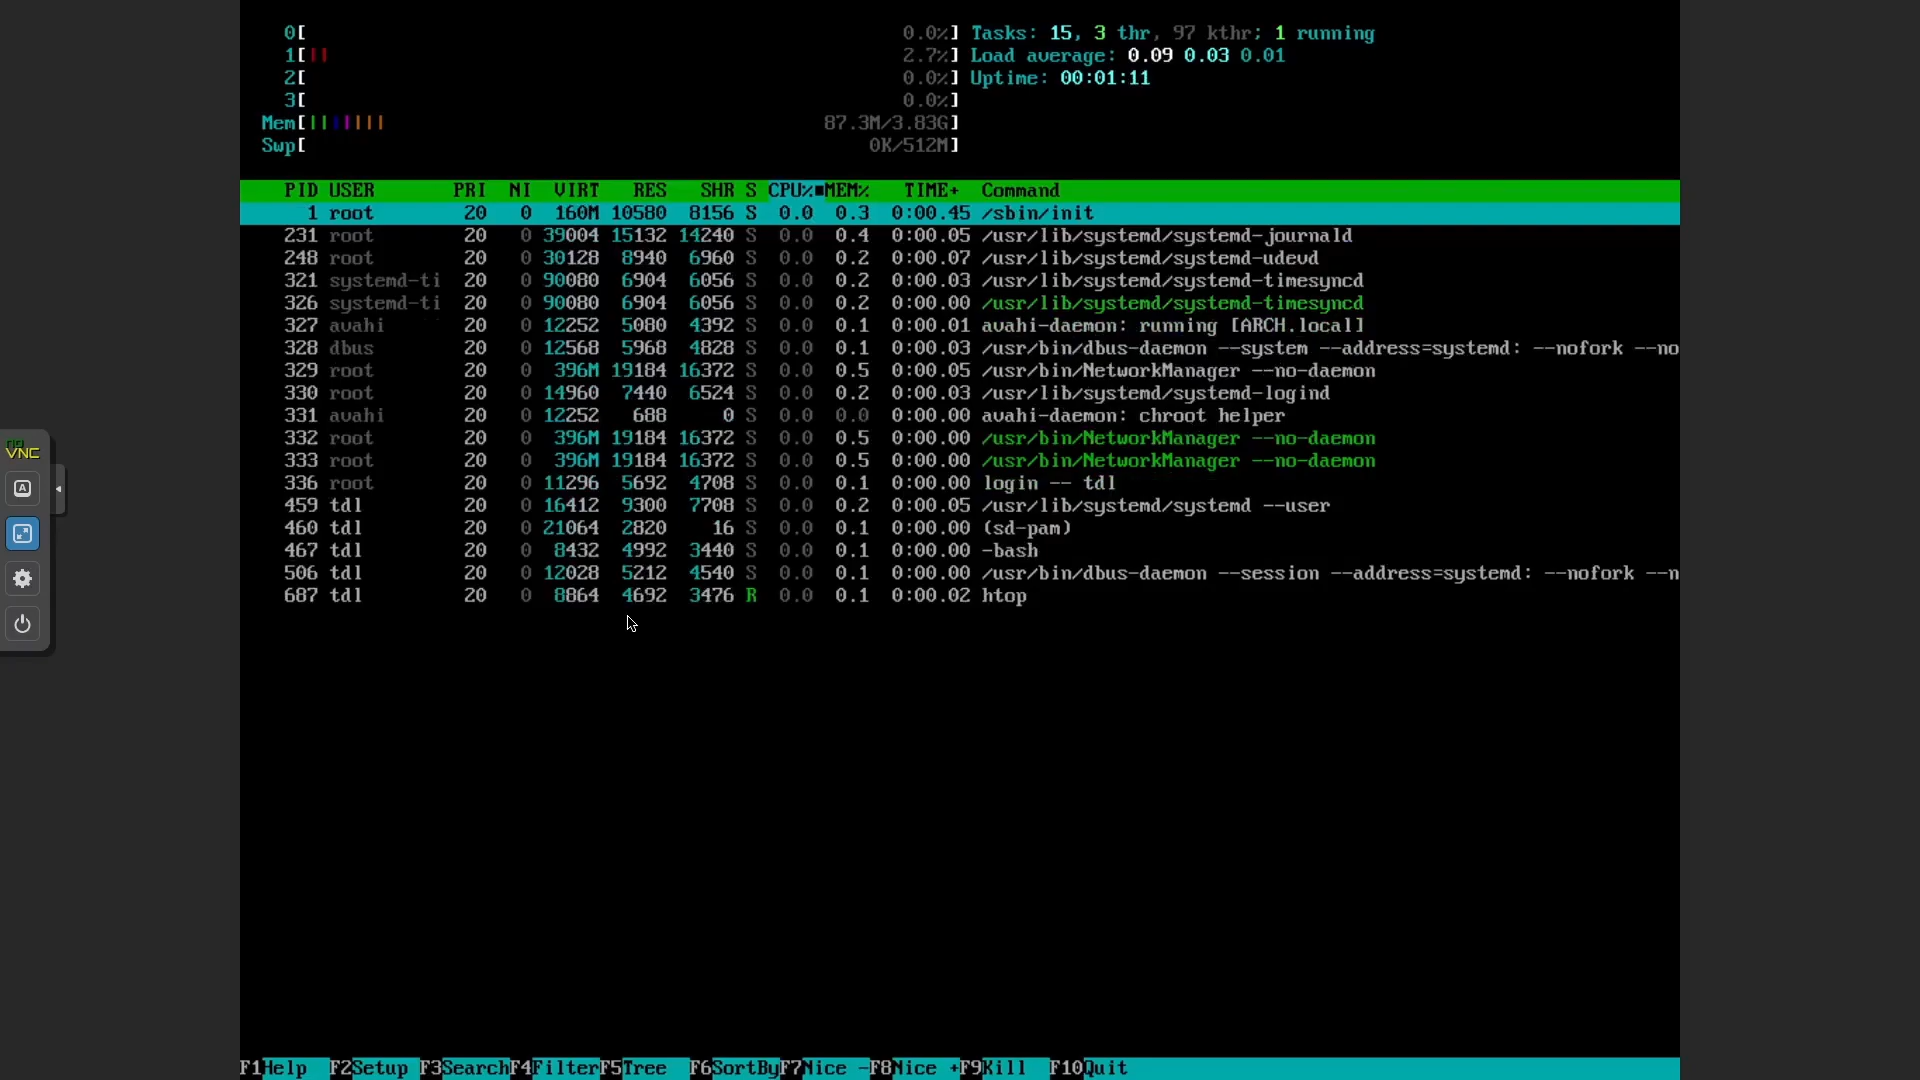 0[ 0.0%] Tasks: 15, 3 thr, 97 kthr; 1 running
1[|| 2.7%] Load average: 0.09 0.03 0.01
2[ 0.0%] Uptime: 00:01:11
3[ 0.0%]
Mem[||||||| 87.3M/3.83G]
Swp[ 0K/512M]
PID USER PRI NI VIRT RES SHR S CPU%■MEM% TIME+ Command
1 root 20 0 160M 10580 8156 S 0.0 0.3 0:00.45 /sbin/init
231 root 20 0 39004 15132 14240 S 0.0 0.4 0:00.05 /usr/lib/systemd/systemd-journald
248 root 20 0 30128 8940 6960 S 0.0 0.2 0:00.07 /usr/lib/systemd/systemd-udevd
321 systemd-ti 20 0 90080 6904 6056 S 0.0 0.2 0:00.03 /usr/lib/systemd/systemd-timesyncd
326 systemd-ti 20 0 90080 6904 6056 S 0.0 0.2 0:00.00 /usr/lib/systemd/systemd-timesyncd
327 avahi 20 0 12252 5080 4392 S 0.0 0.1 0:00.01 avahi-daemon: running [ARCH.local]
328 dbus 20 0 12568 5968 4828 S 0.0 0.1 0:00.03 /usr/bin/dbus-daemon --system --address=systemd: --nofork --no
329 root 20 0 396M 19184 16372 S 0.0 0.5 0:00.05 /usr/bin/NetworkManager --no-daemon
330 root 20 0 14960 7440 6524 S 0.0 0.2 0:00.03 /usr/lib/systemd/systemd-logind
331 avahi 20 0 12252 688 0 S 0.0 0.0 0:00.00 avahi-daemon: chroot helper
332 root 20 0 396M 19184 16372 S 0.0 0.5 0:00.00 /usr/bin/NetworkManager --no-daemon
333 root 20 0 396M 19184 16372 S 0.0 0.5 0:00.00 /usr/bin/NetworkManager --no-daemon
336 root 20 0 11296 5692 4708 S 0.0 0.1 0:00.00 login -- tdl
459 tdl 20 0 16412 9300 7708 S 0.0 0.2 0:00.05 /usr/lib/systemd/systemd --user
460 tdl 20 0 21064 2820 16 S 0.0 0.1 0:00.00 (sd-pam)
467 tdl 20 0 8432 4992 3440 S 0.0 0.1 0:00.00 -bash
506 tdl 20 0 12028 5212 4540 S 0.0 0.1 0:00.00 /usr/bin/dbus-daemon --session --address=systemd: --nofork --n
687 tdl 20 0 8864 4692 3476 R 0.0 0.1 0:00.02 htop
no
VNC
A
F1Help F2Setup F3SearchF4FilterF5Tree F6SortByF7Nice -F8Nice +F9Kill F10Quit